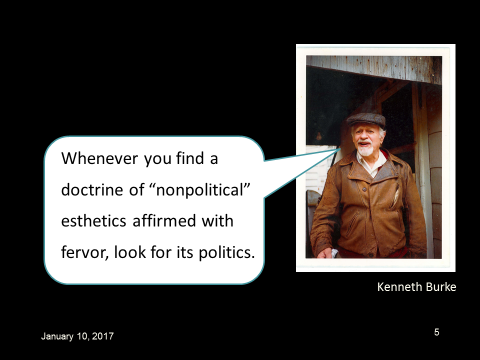 Whenever you find a
doctrine of “nonpolitical”
esthetics affirmed with
fervor, look for its politics.
Kenneth Burke
January 10, 2017
5